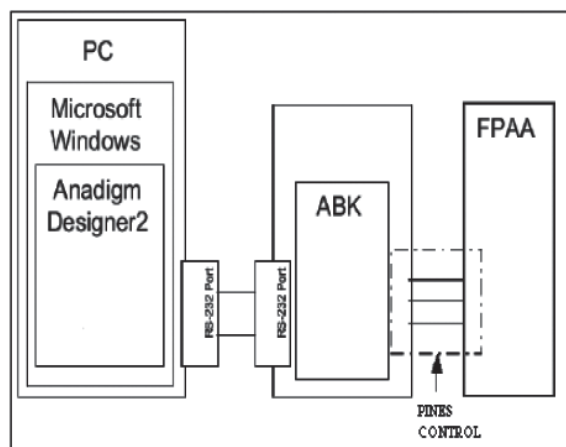 PC
Microsoft
Windows
Anadigm
Designer2
RS-232 Port
RS-232 Port
ABK
FPAA
PINES
CONTROL